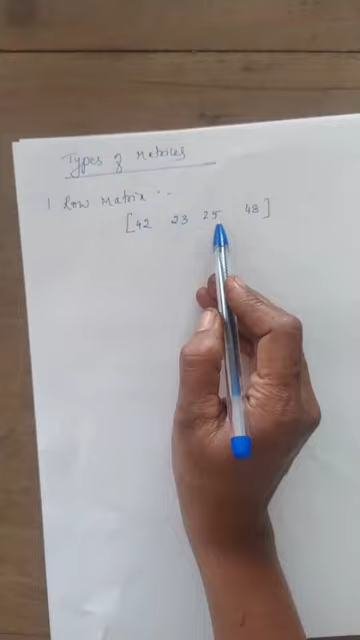 Types of Matrices
1 Row Matrix :-
[42 23 25 48]